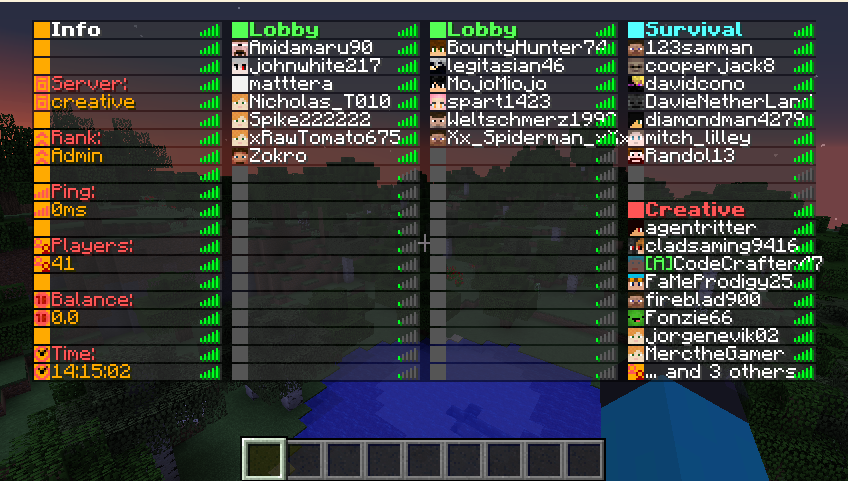 Info
Server:
creative
Rank:
Admin
Ping:
0ms
Players:
41
Balance:
0.0
Time:
14:15:02
Lobby
Amidamaru90
johnwhite217
matttera
Nicholas_T010
Spike222222
xRawTomato675
Zokro
Lobby
BountyHunter74
legitasian46
MojoMiojo
spart1423
Weltschmerz1990
Survival
123samman
cooperjack8
davidcono
diamondman4279
mitch_lilley
Randol13
Creative
agentritter
cladsaming9416
[A]CodeCrafter47
FaMeProdigy25
fireblad900
Fonzie66
jorgenevik02
MerctheGamer
... and 3 others